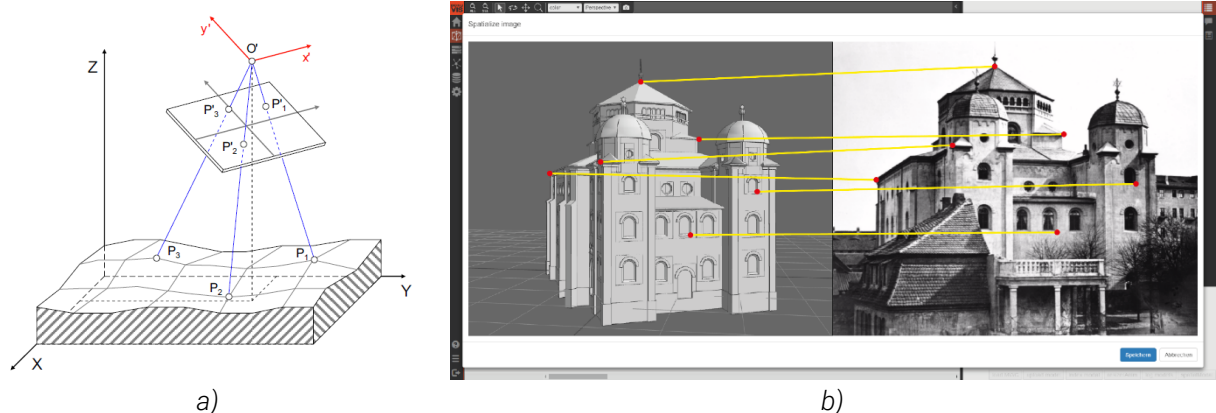 y'
O'
x'
Z
P'3
P'1
P'2
P3
P1
P2
Y
X
a)
color
Perspective
Spatialize image
Speichern
Abbrechen
b)